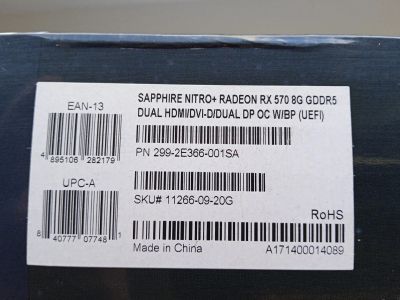 SAPPHIRE NITRO+ RADEON RX 570 8G GDDR5
DUAL HDMI/DVI-D/DUAL DP OC W/BP (UEFI)
EAN-13
4 895106 282179
PN 299-2E366-001SA
UPC-A
8 40777 07748 1
SKU# 11266-09-20G
RoHS
Made in China
A171400014089